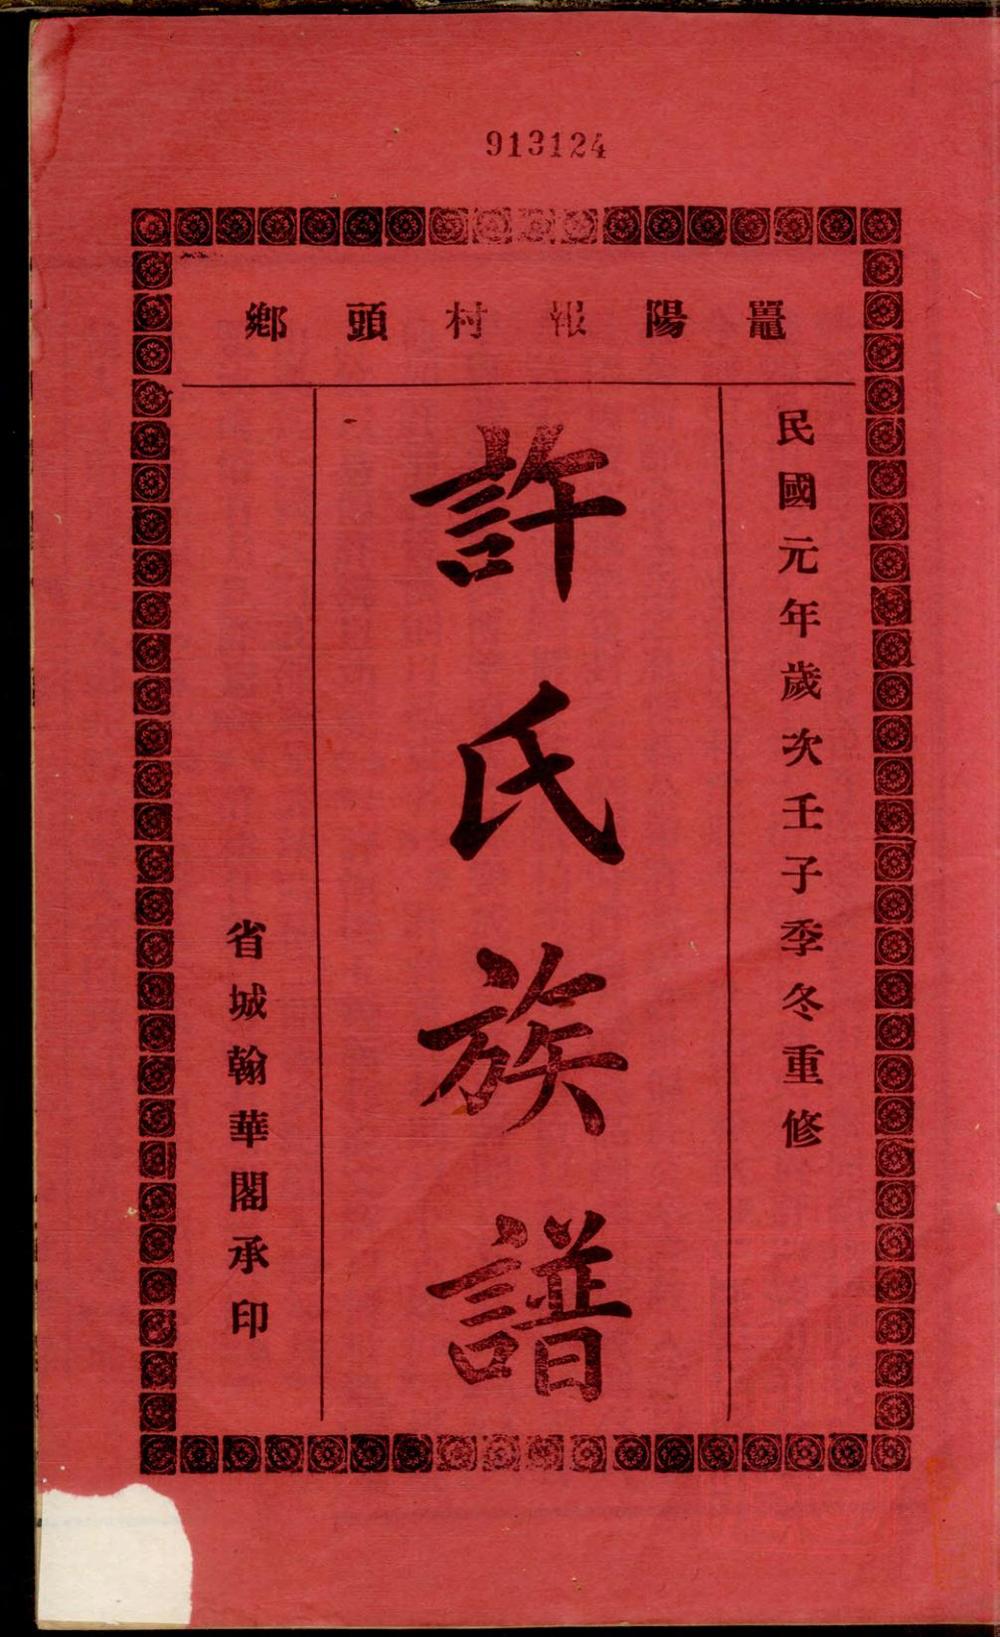 913124
鼉陽報村頭鄉
民國元年歲次壬子季冬重修
許氏族譜
省城翰華閣承印